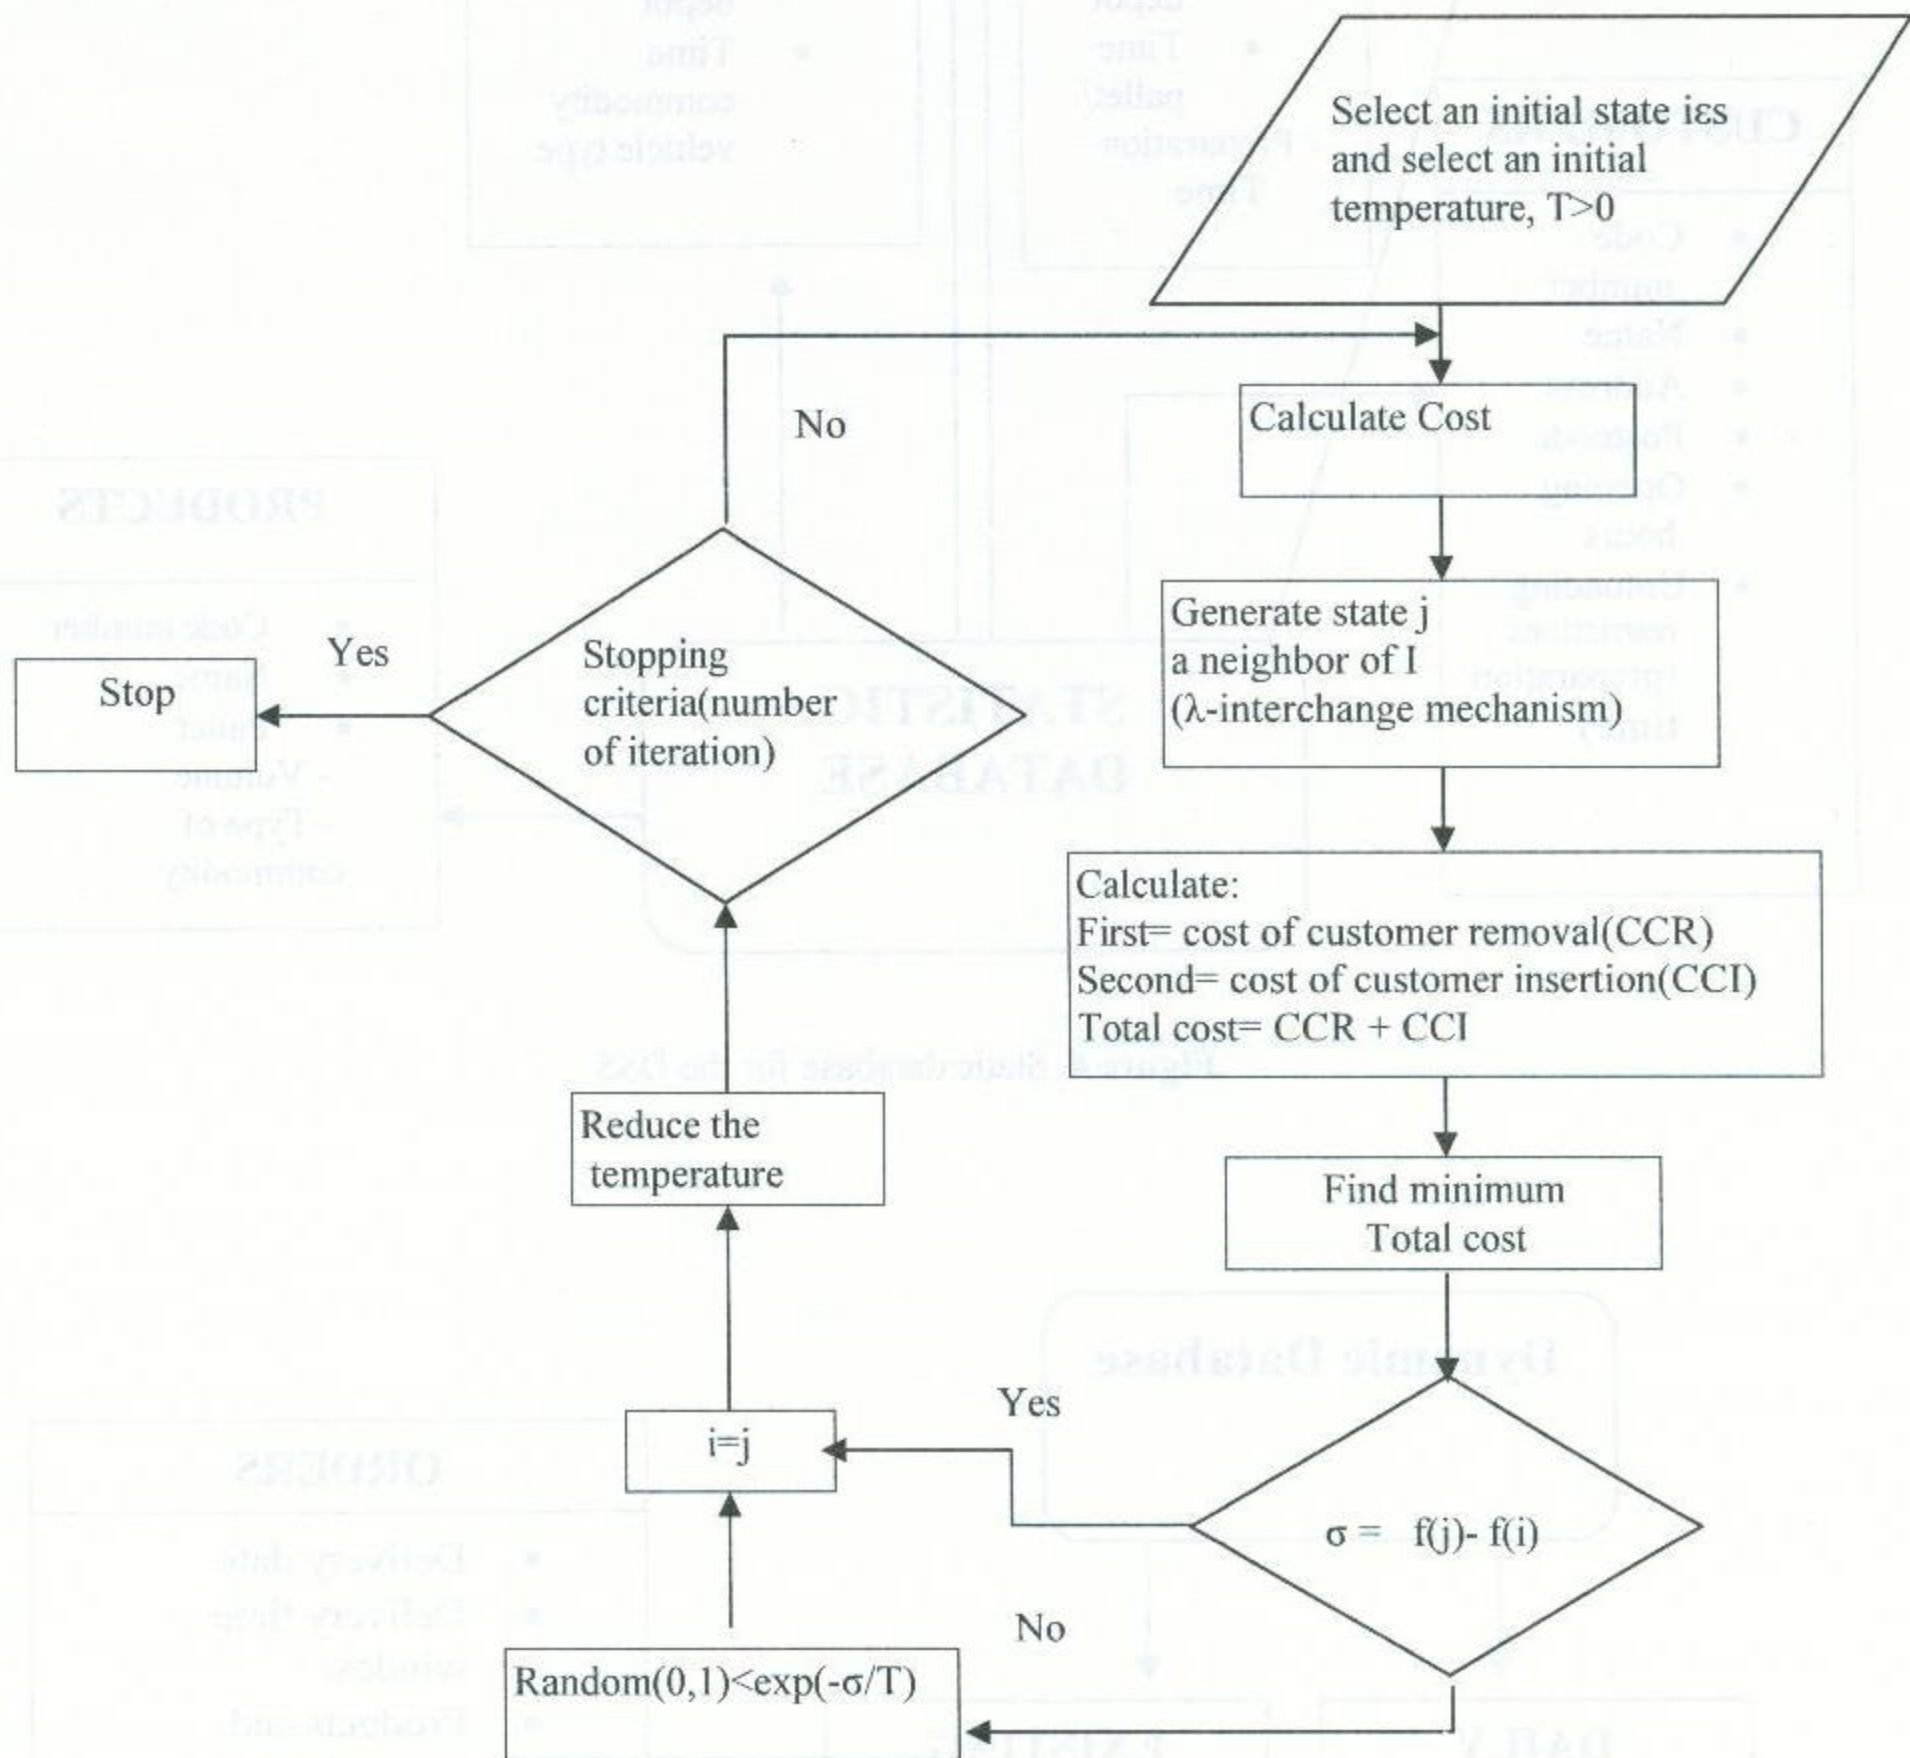 Select an initial state iεs
and select an initial
temperature, T>0
Calculate Cost
Generate state j
a neighbor of I
(λ-interchange mechanism)
Calculate:
First= cost of customer removal(CCR)
Second= cost of customer insertion(CCI)
Total cost= CCR + CCI
Find minimum
Total cost
σ = f(j)- f(i)
Yes
No
Random(0,1)<exp(-σ/T)
i=j
Reduce the
temperature
Stopping
criteria(number
of iteration)
No
Yes
Stop